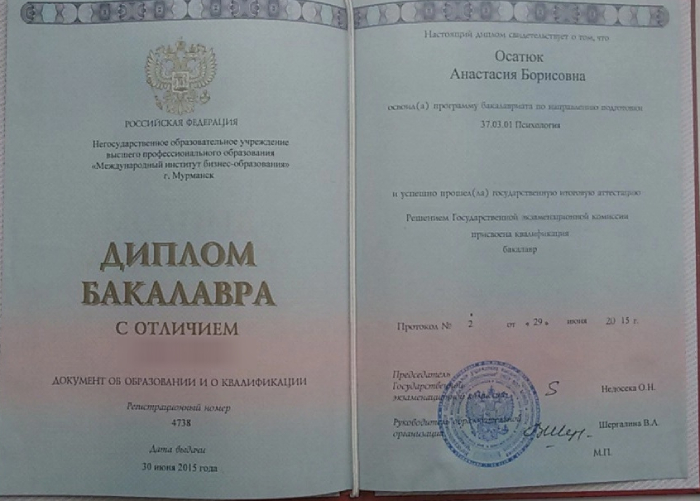 РОССИЙСКАЯ ФЕДЕРАЦИЯ
Негосударственное образовательное учреждение
высшего профессионального образования
«Международный институт бизнес-образования»
г. Мурманск
ДИПЛОМ
БАКАЛАВРА
С ОТЛИЧИЕМ
ДОКУМЕНТ ОБ ОБРАЗОВАНИИ И О КВАЛИФИКАЦИИ
Регистрационный номер
4738
Дата выдачи
30 июня 2015 года
Настоящий диплом свидетельствует о том, что
Осатюк
Анастасия Борисовна
освоил(а) программу бакалавриата по направлению подготовки
37.03.01 Психология
и успешно прошел(ла) государственную итоговую аттестацию
Решением Государственной экзаменационной комиссии
присвоена квалификация
бакалавр
Протокол № 2 от « 29 » июня 20 15 г.
Председатель
Государственной
экзаменационной комиссии
Недосека О.Н.
Руководитель образовательной
организации
Шергалина В.Л.
М.П.